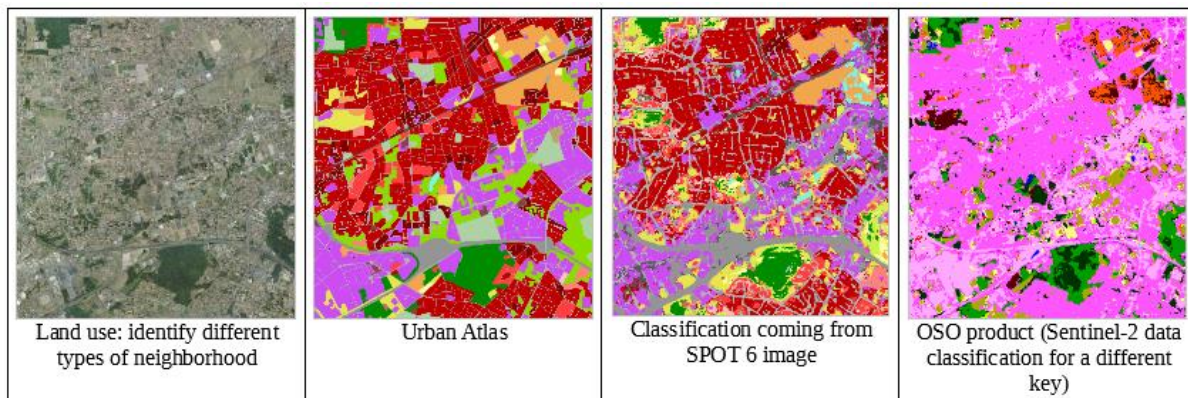 Land use: identify different
types of neighborhood
Urban Atlas
Classification coming from
SPOT 6 image
OSO product (Sentinel-2 data
classification for a different
key)